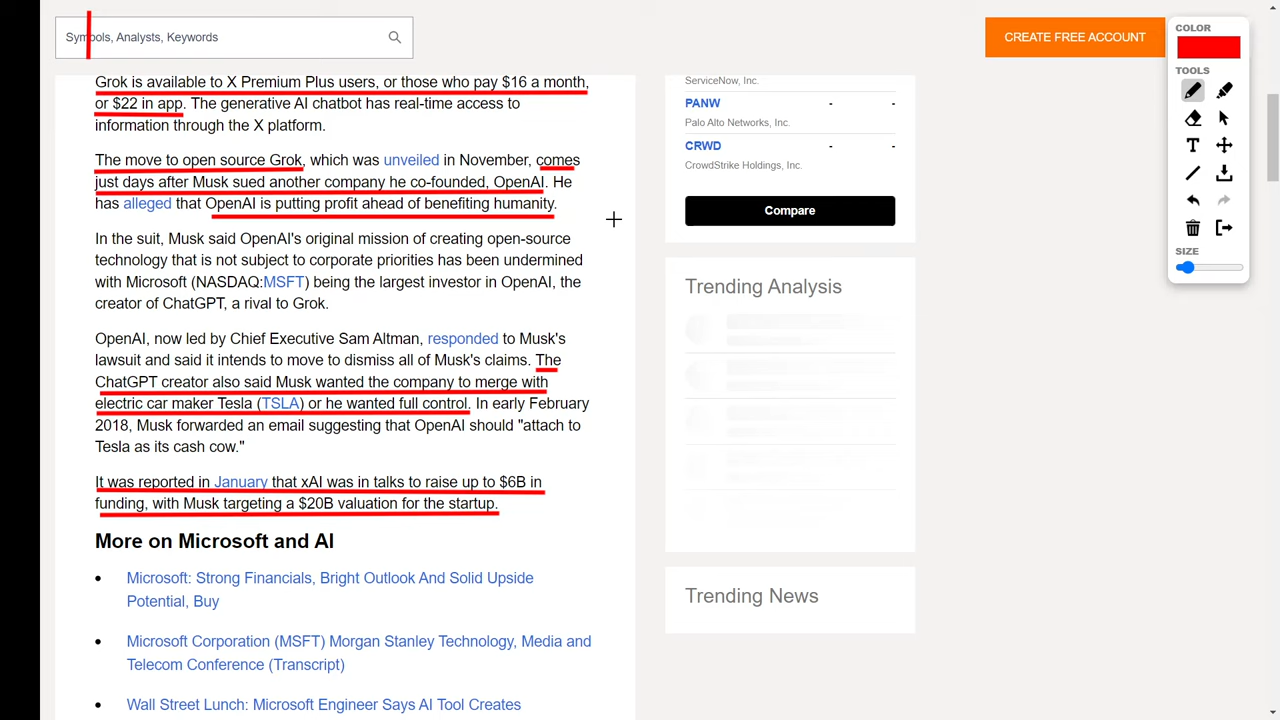 Symbols, Analysts, Keywords
CREATE FREE ACCOUNT
Grok is available to X Premium Plus users, or those who pay $16 a month,
or $22 in app. The generative AI chatbot has real-time access to
information through the X platform.
The move to open source Grok, which was unveiled in November, comes
just days after Musk sued another company he co-founded, OpenAI. He
has alleged that OpenAI is putting profit ahead of benefiting humanity.
In the suit, Musk said OpenAI's original mission of creating open-source
technology that is not subject to corporate priorities has been undermined
with Microsoft (NASDAQ:MSFT) being the largest investor in OpenAI, the
creator of ChatGPT, a rival to Grok.
OpenAI, now led by Chief Executive Sam Altman, responded to Musk's
lawsuit and said it intends to move to dismiss all of Musk's claims. The
ChatGPT creator also said Musk wanted the company to merge with
electric car maker Tesla (TSLA) or he wanted full control. In early February
2018, Musk forwarded an email suggesting that OpenAI should "attach to
Tesla as its cash cow."
It was reported in January that xAI was in talks to raise up to $6B in
funding, with Musk targeting a $20B valuation for the startup.
More on Microsoft and AI
Microsoft: Strong Financials, Bright Outlook And Solid Upside
Potential, Buy
Microsoft Corporation (MSFT) Morgan Stanley Technology, Media and
Telecom Conference (Transcript)
Wall Street Lunch: Microsoft Engineer Says AI Tool Creates
ServiceNow, Inc.
PANW - -
Palo Alto Networks, Inc.
CRWD - -
CrowdStrike Holdings, Inc.
Compare
Trending Analysis
Trending News
COLOR
TOOLS
T
SIZE